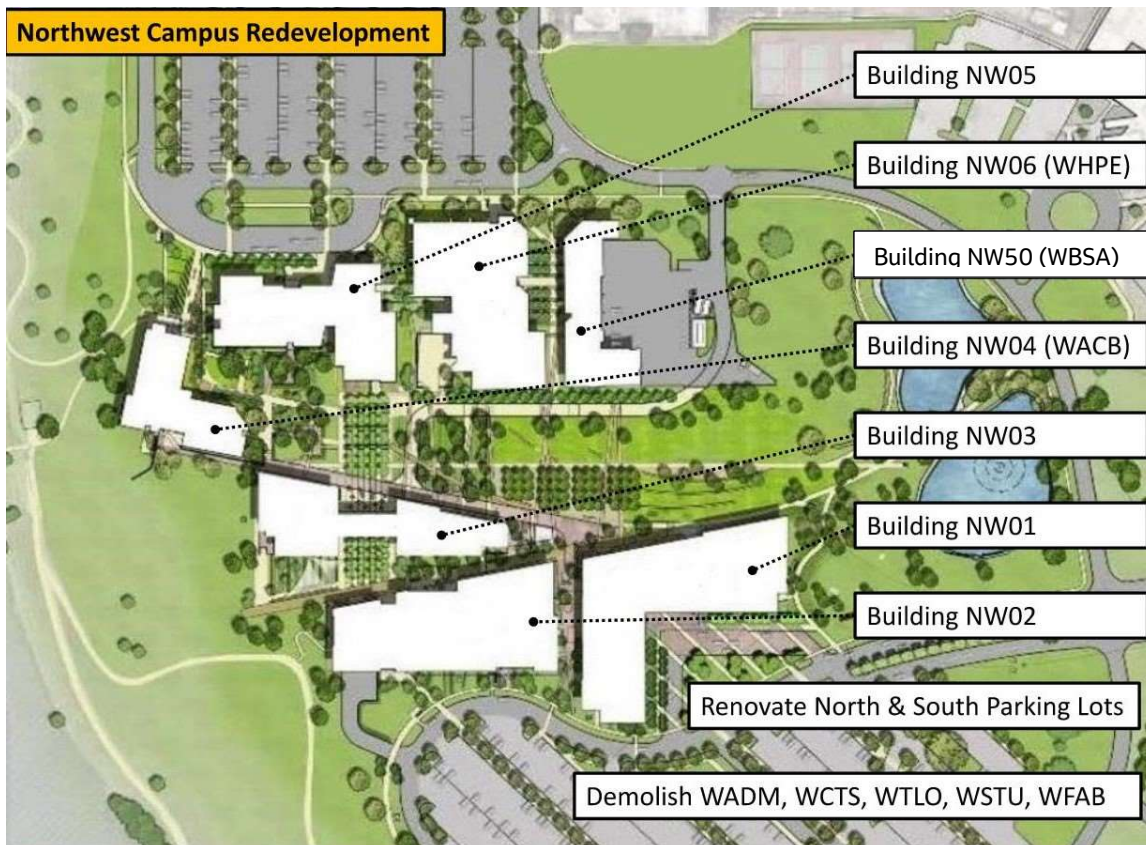 Northwest Campus Redevelopment
Building NW05
Building NW06 (WHPE)
Building NW50 (WBSA)
Building NW04 (WACB)
Building NW03
Building NW01
Building NW02
Renovate North & South Parking Lots
Demolish WADM, WCTS, WTLO, WSTU, WFAB